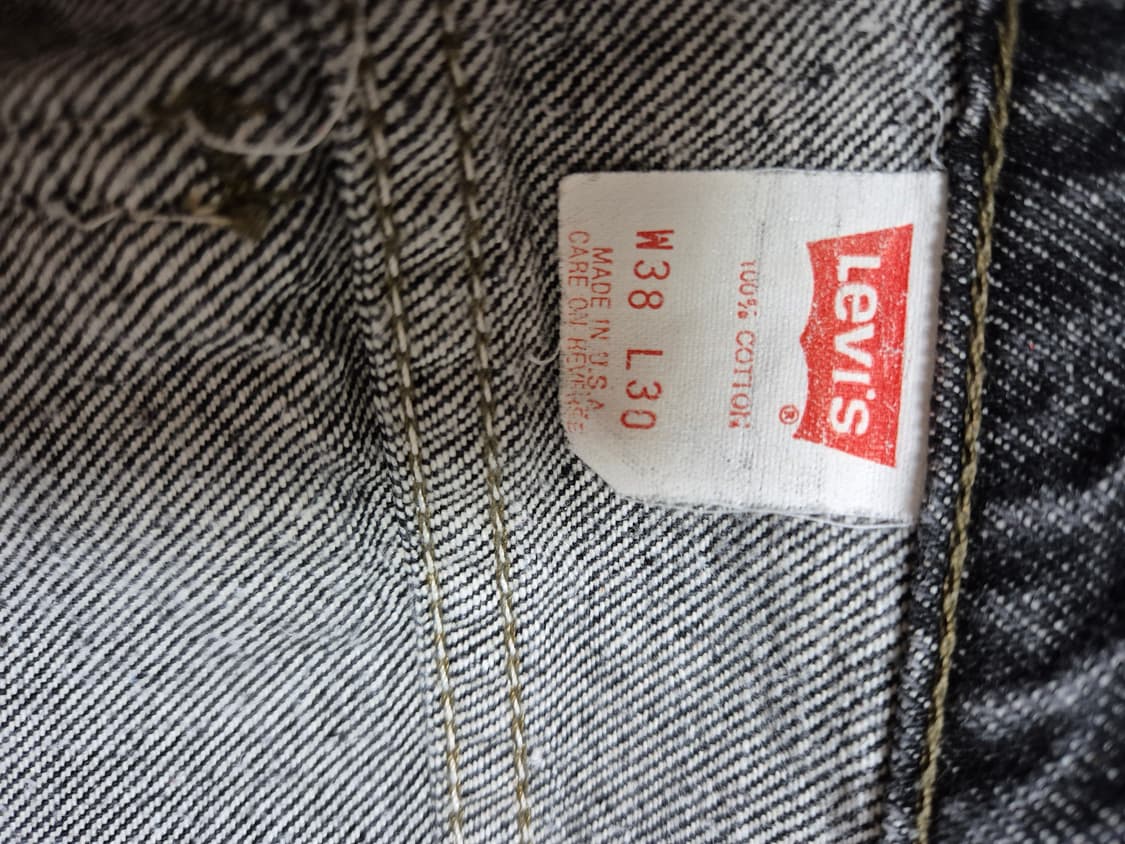 Levi's
®
100% COTTON
W38 L30
MADE IN U.S.A.
CARE ON REVERSE